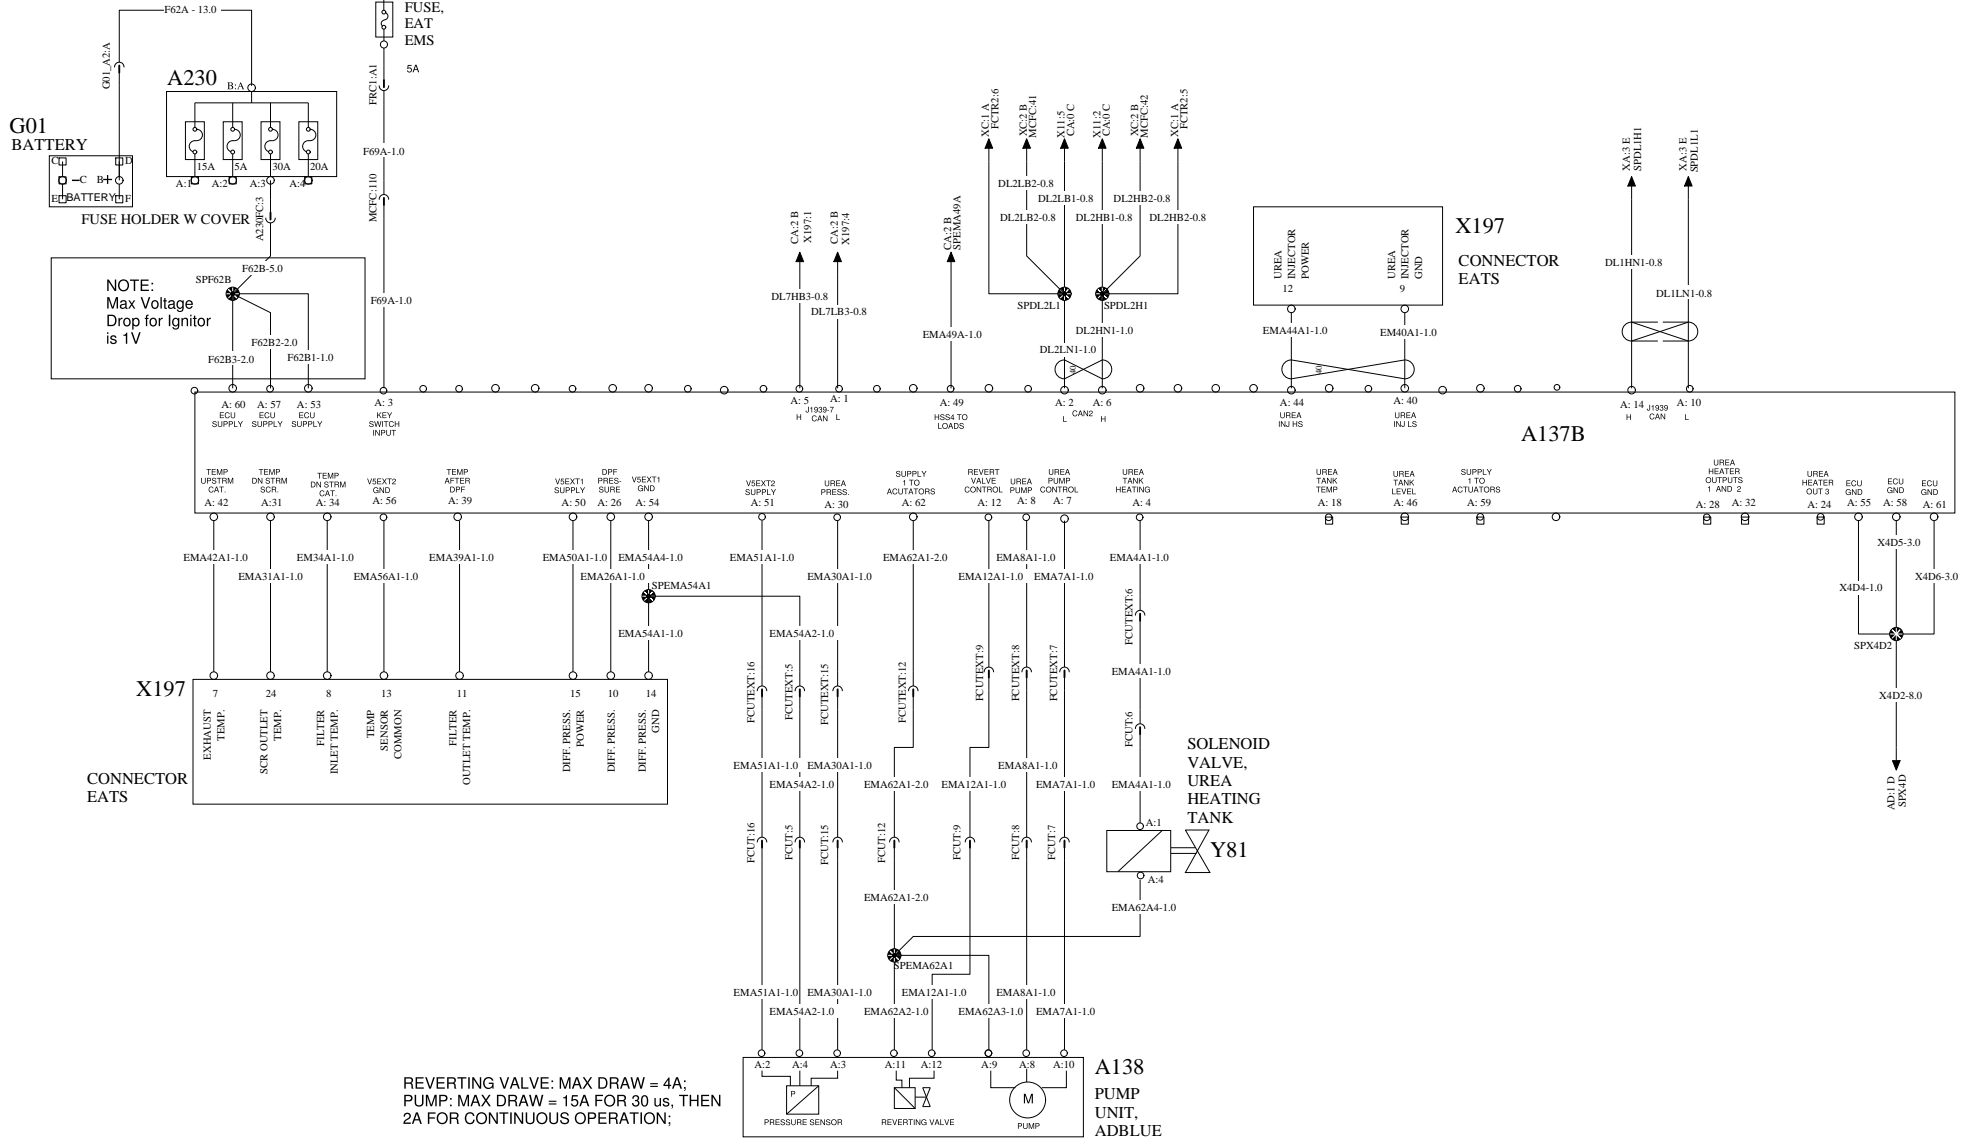 F62A - 13.0
G01_A2:A
A230
B:A
15A
5A
30A
20A
A:1
A:2
A:3
A:4
G01
BATTERY
C
D
-C
B+
E
BATTERY
F
FUSE HOLDER W COVER
A230FC:3
FUSE,
EAT
EMS
5A
FRC1:A1
F69A-1.0
MCFC:110
F69A-1.0
NOTE:
Max Voltage
Drop for Ignitor
is 1V
SPF62B
F62B-5.0
F62B2-2.0
F62B3-2.0
F62B1-1.0
CA:2 B
X197:1
CA:2 B
X197:4
DL7HB3-0.8
DL7LB3-0.8
CA:2 B
SPEMA49A
EMA49A-1.0
XC:1 A
FCTR2:6
XC:2 B
MCFC:41
X11:5
CA:0 C
X11:2
CA:0 C
XC:2 B
MCFC:42
XC:1 A
FCTR2:5
DL2LB2-0.8
DL2LB1-0.8
DL2HB2-0.8
DL2LB2-0.8
DL2HB1-0.8
DL2HB2-0.8
SPDL2L1
SPDL2H1
DL2HN1-1.0
DL2LN1-1.0
40
UREA
INJECTOR
POWER
12
UREA
INJECTOR
GND
9
X197
CONNECTOR
EATS
EMA44A1-1.0
EM40A1-1.0
40
XA:3 E
SPDL1H1
XA:3 E
SPDL1L1
DL1HN1-0.8
DL1LN1-0.8
A: 60
ECU
SUPPLY
A: 57
ECU
SUPPLY
A: 53
ECU
SUPPLY
A: 3
KEY
SWITCH
INPUT
A: 5
H
J1939-7
CAN
A: 1
L
A: 49
HSS4 TO
LOADS
A: 2
L
CAN2
A: 6
H
A: 44
UREA
INJ HS
A: 40
UREA
INJ LS
A: 14
H
J1939
CAN
A: 10
L
A137B
TEMP
UPSTRM
CAT.
A: 42
TEMP
DN STRM
SCR.
A:31
TEMP
DN STRM
CAT.
A: 34
V5EXT2
GND
A: 56
TEMP
AFTER
DPF
A: 39
V5EXT1
SUPPLY
A: 50
DPF
PRES-
SURE
A: 26
V5EXT1
GND
A: 54
V5EXT2
SUPPLY
A: 51
UREA
PRESS.
A: 30
SUPPLY
1 TO
ACUTATORS
A: 62
REVERT
VALVE
CONTROL
A: 12
UREA
PUMP
A: 8
UREA
PUMP
CONTROL
A: 7
UREA
TANK
HEATING
A: 4
UREA
TANK
TEMP
A: 18
UREA
TANK
LEVEL
A: 46
SUPPLY
1 TO
ACTUATORS
A: 59
UREA
HEATER
OUTPUTS
1 AND 2
A: 28
A: 32
UREA
HEATER
OUT 3
A: 24
ECU
GND
A: 55
ECU
GND
A: 58
ECU
GND
A: 61
EMA42A1-1.0
EMA31A1-1.0
EM34A1-1.0
EMA56A1-1.0
EMA39A1-1.0
EMA50A1-1.0
EMA26A1-1.0
EMA54A4-1.0
SPEMA54A1
EMA54A1-1.0
EMA51A1-1.0
EMA30A1-1.0
EMA54A2-1.0
EMA62A1-2.0
EMA12A1-1.0
EMA8A1-1.0
EMA7A1-1.0
EMA4A1-1.0
X4D5-3.0
X4D4-1.0
X4D6-3.0
SPX4D2
X4D2-8.0
AD:1 D
SPX4D
X197
7
EXHAUST
TEMP.
24
SCR OUTLET
TEMP.
8
FILTER
INLET TEMP.
13
TEMP
SENSOR
COMMON
11
FILTER
OUTLET TEMP.
15
DIFF. PRESS.
POWER
10
DIFF. PRESS.
14
DIFF. PRESS.
GND
CONNECTOR
EATS
FCUTEXT:16
FCUTEXT:5
FCUTEXT:15
FCUTEXT:12
FCUTEXT:9
FCUTEXT:8
FCUTEXT:7
FCUTEXT:6
EMA4A1-1.0
FCUT:6
EMA51A1-1.0
EMA30A1-1.0
EMA8A1-1.0
EMA54A2-1.0
EMA62A1-2.0
EMA12A1-1.0
EMA7A1-1.0
EMA4A1-1.0
FCUT:16
FCUT:5
FCUT:15
FCUT:12
FCUT:9
FCUT:8
FCUT:7
SOLENOID
VALVE,
UREA
HEATING
TANK
A:1
Y81
A:4
EMA62A1-2.0
EMA62A4-1.0
SPEMA62A1
EMA51A1-1.0
EMA30A1-1.0
EMA12A1-1.0
EMA8A1-1.0
EMA54A2-1.0
EMA62A2-1.0
EMA62A3-1.0
EMA7A1-1.0
A:2
A:4
A:3
A:11
A:12
A:9
A:8
A:10
P
M
PRESSURE SENSOR
REVERTING VALVE
PUMP
A138
PUMP
UNIT,
ADBLUE
REVERTING VALVE: MAX DRAW = 4A;
PUMP: MAX DRAW = 15A FOR 30 us, THEN
2A FOR CONTINUOUS OPERATION;